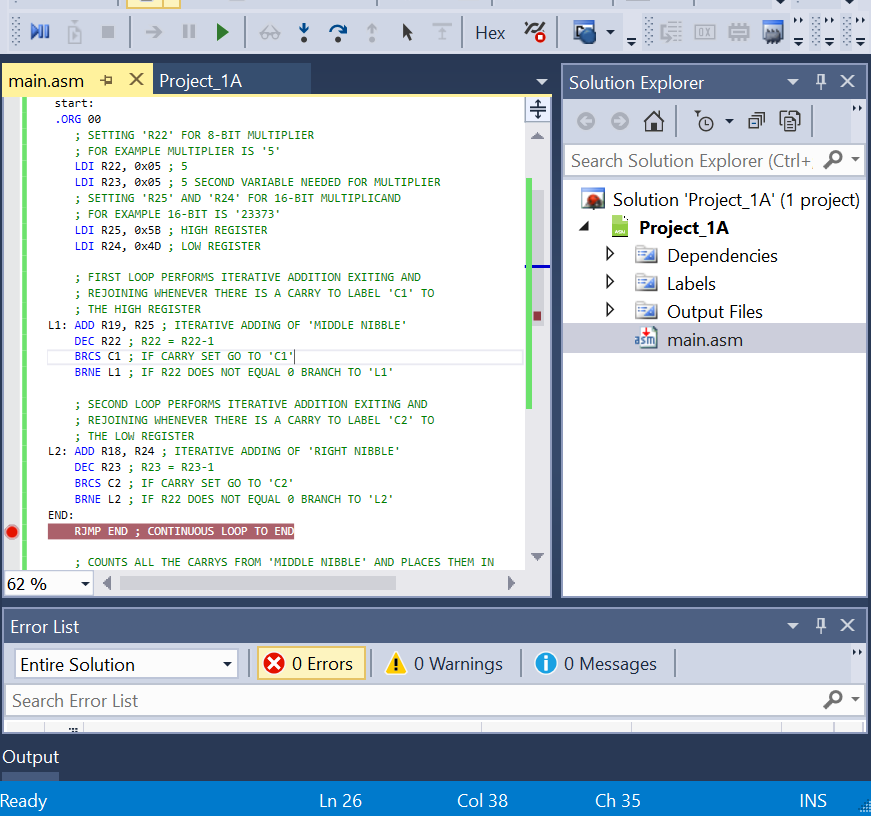 Hex
main.asm
Project_1A
start:
.ORG 00
; SETTING 'R22' FOR 8-BIT MULTIPLIER
; FOR EXAMPLE MULTIPLIER IS '5'
LDI R22, 0x05 ; 5
LDI R23, 0x05 ; 5 SECOND VARIABLE NEEDED FOR MULTIPLIER
; SETTING 'R25' AND 'R24' FOR 16-BIT MULTIPLICAND
; FOR EXAMPLE 16-BIT IS '23373'
LDI R25, 0x5B ; HIGH REGISTER
LDI R24, 0x4D ; LOW REGISTER
; FIRST LOOP PERFORMS ITERATIVE ADDITION EXITING AND
; REJOINING WHENEVER THERE IS A CARRY TO LABEL 'C1' TO
; THE HIGH REGISTER
L1: ADD R19, R25 ; ITERATIVE ADDING OF 'MIDDLE NIBBLE'
DEC R22 ; R22 = R22-1
BRCS C1 ; IF CARRY SET GO TO 'C1'
BRNE L1 ; IF R22 DOES NOT EQUAL 0 BRANCH TO 'L1'
; SECOND LOOP PERFORMS ITERATIVE ADDITION EXITING AND
; REJOINING WHENEVER THERE IS A CARRY TO LABEL 'C2' TO
; THE LOW REGISTER
L2: ADD R18, R24 ; ITERATIVE ADDING OF 'RIGHT NIBBLE'
DEC R23 ; R23 = R23-1
BRCS C2 ; IF CARRY SET GO TO 'C2'
BRNE L2 ; IF R22 DOES NOT EQUAL 0 BRANCH TO 'L2'
END:
RJMP END ; CONTINUOUS LOOP TO END
; COUNTS ALL THE CARRYS FROM 'MIDDLE NIBBLE' AND PLACES THEM IN
62 %
Solution Explorer
Search Solution Explorer (Ctrl+
Solution 'Project_1A' (1 project)
Project_1A
Dependencies
Labels
Output Files
main.asm
Error List
Entire Solution
0 Errors
0 Warnings
0 Messages
Search Error List
Output
Ready
Ln 26
Col 38
Ch 35
INS